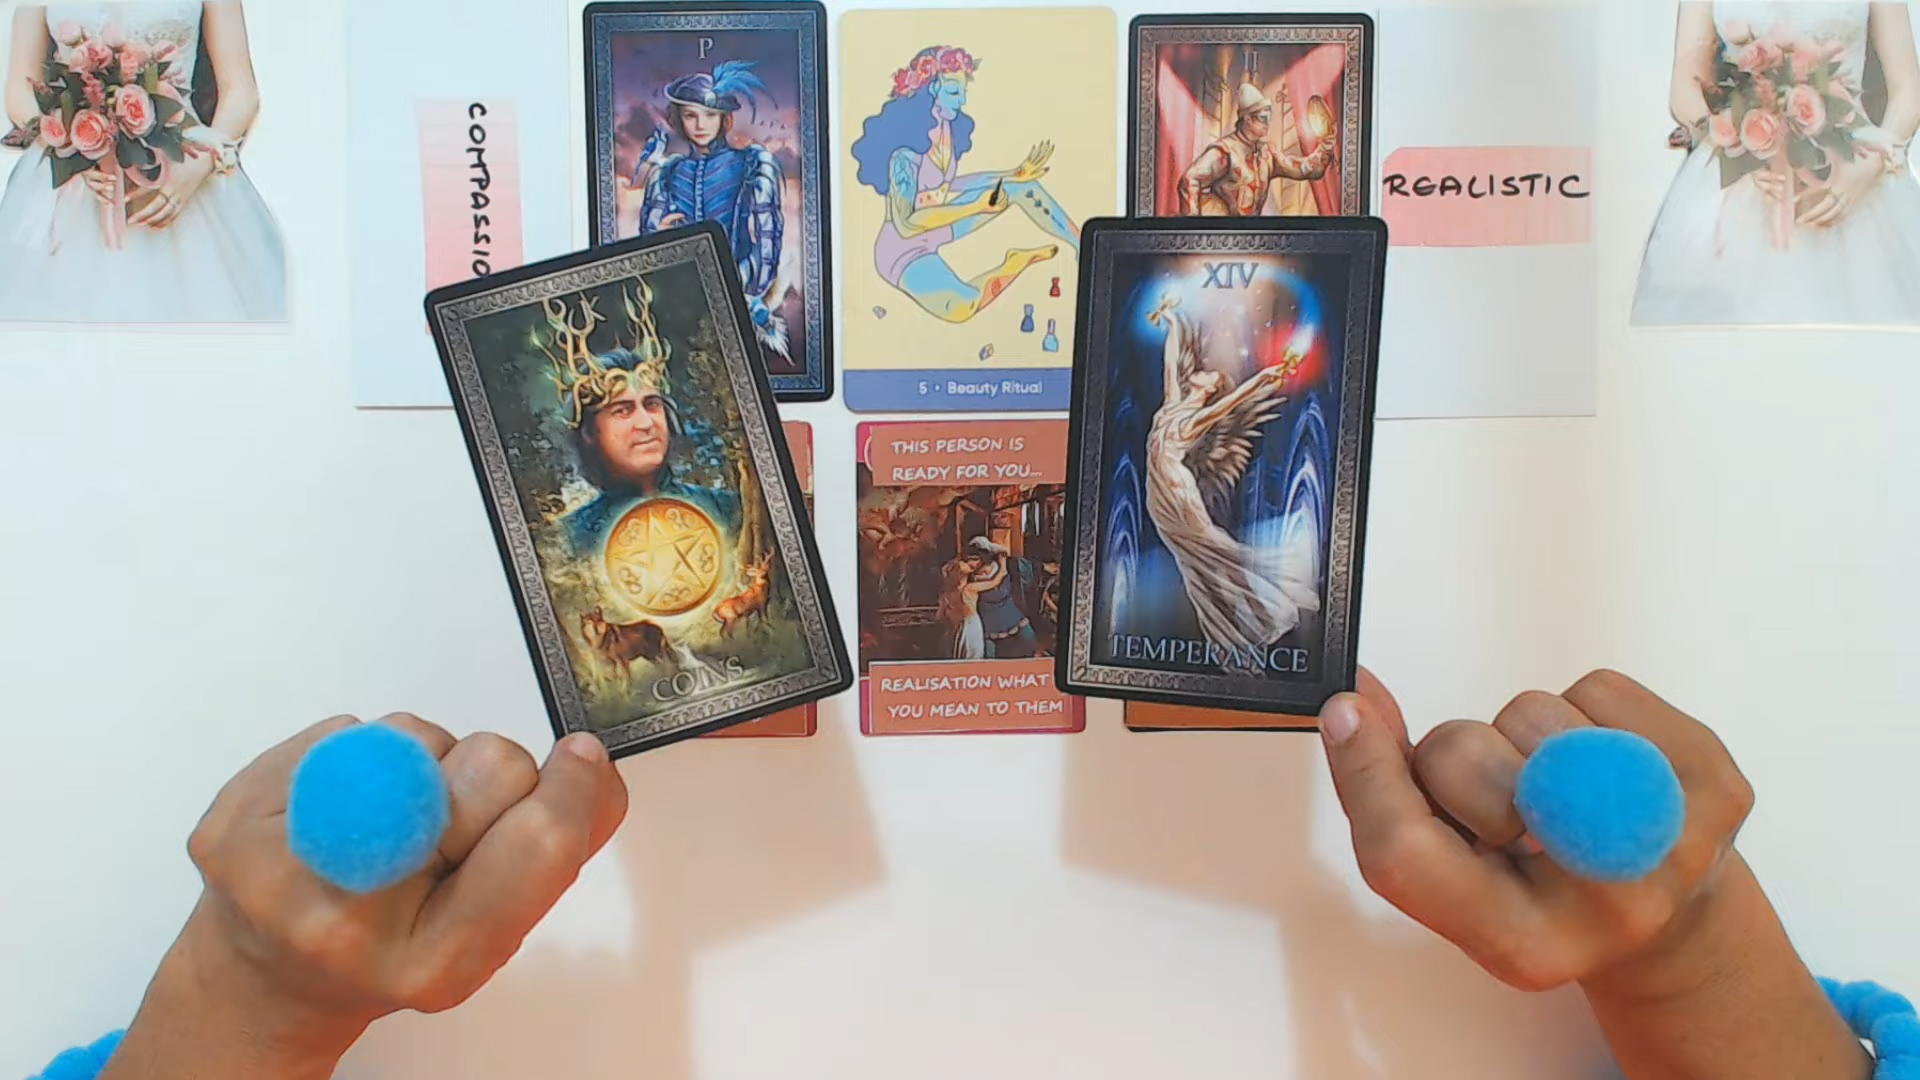 COMPASSIO
P
II
REALISTIC
K
COINS
XIV
TEMPERANCE
5 • Beauty Ritual
THIS PERSON IS
READY FOR YOU...
REALISATION WHAT
YOU MEAN TO THEM